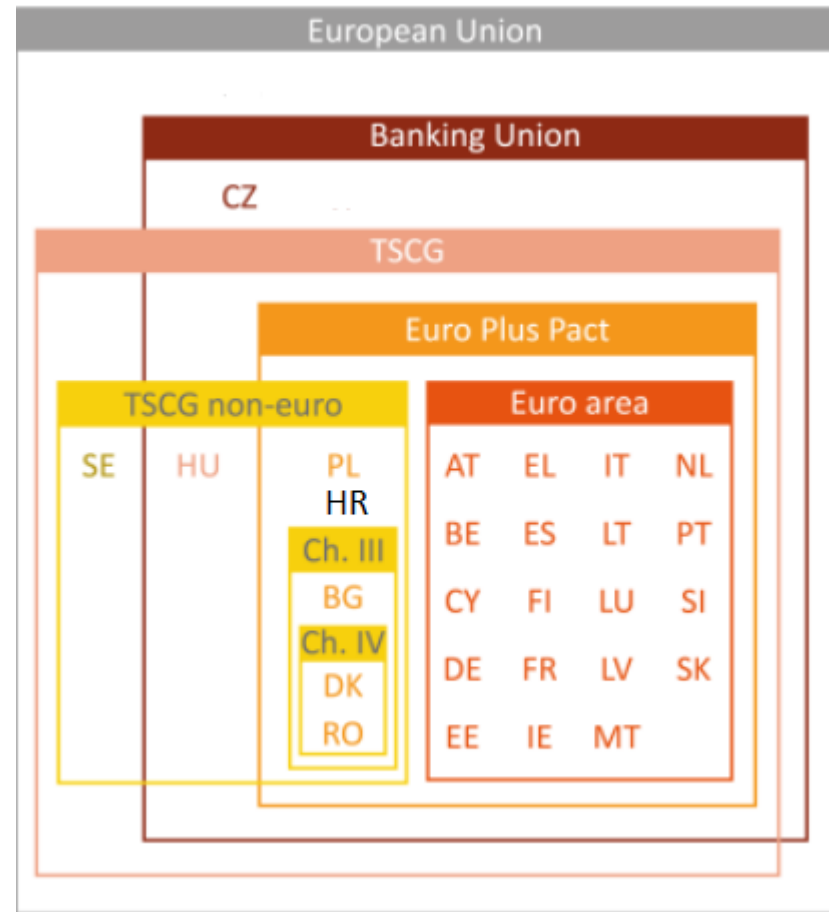 European Union
Banking Union
CZ
TSCG
Euro Plus Pact
TSCG non-euro
Euro area
SE HU PL AT EL IT NL
HR
BE ES LT PT
Ch. III
BG CY FI LU SI
Ch. IV
DK DE FR LV SK
RO EE IE MT